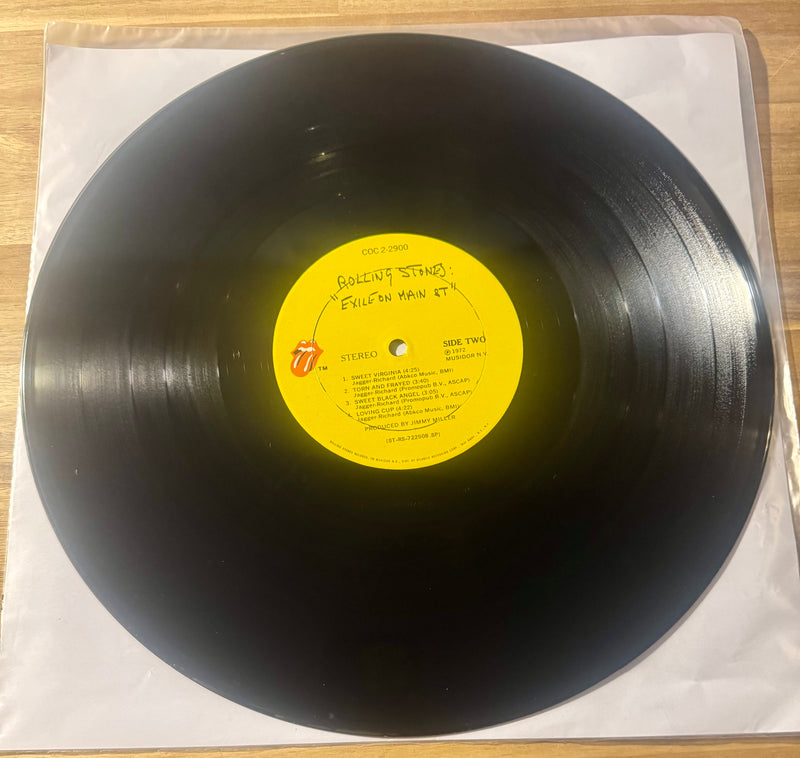 COC 2-2900
ROLLING STONES:
"EXILE ON MAIN ST"
STEREO
SIDE TWO
℗ 1972
MUSIDOR N.V.
TM
1. SWEET VIRGINIA (4:25)
Jagger-Richard (Abkco Music, BMI)
2. TORN AND FRAYED (3:40)
Jagger-Richard (Promopub B.V., ASCAP)
3. SWEET BLACK ANGEL (3:05)
Jagger-Richard (Promopub B.V., ASCAP)
4. LOVING CUP (4:22)
Jagger-Richard (Abkco Music, BMI)
PRODUCED BY JIMMY MILLER
(ST-RS-722508 SP)